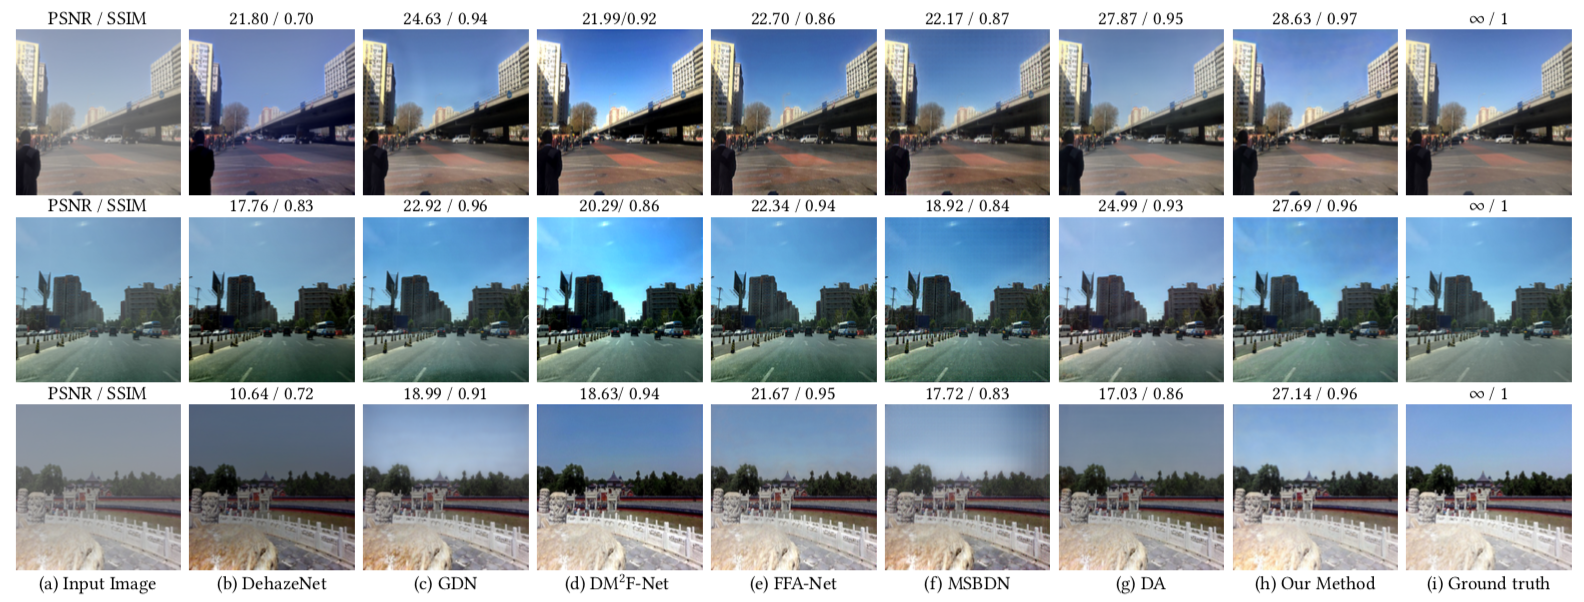 PSNR / SSIM 21.80 / 0.70 24.63 / 0.94 21.99/0.92 22.70 / 0.86 22.17 / 0.87 27.87 / 0.95 28.63 / 0.97 ∞ / 1
PSNR / SSIM 17.76 / 0.83 22.92 / 0.96 20.29/ 0.86 22.34 / 0.94 18.92 / 0.84 24.99 / 0.93 27.69 / 0.96 ∞ / 1
PSNR / SSIM 10.64 / 0.72 18.99 / 0.91 18.63/ 0.94 21.67 / 0.95 17.72 / 0.83 17.03 / 0.86 27.14 / 0.96 ∞ / 1
(a) Input Image (b) DehazeNet (c) GDN (d) DM²F-Net (e) FFA-Net (f) MSBDN (g) DA (h) Our Method (i) Ground truth